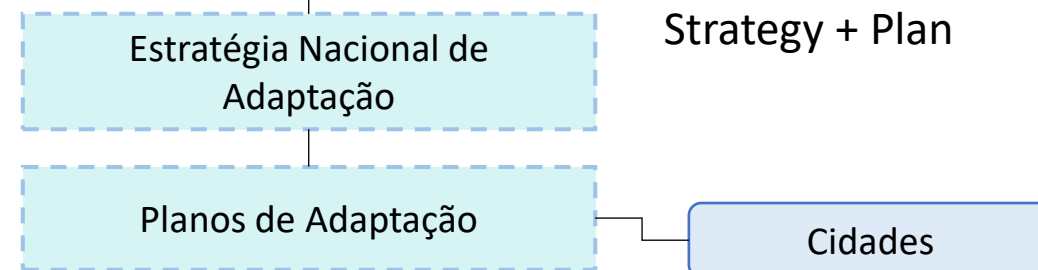 Strategy + Plan
Estratégia Nacional de
Adaptação
Planos de Adaptação
Cidades